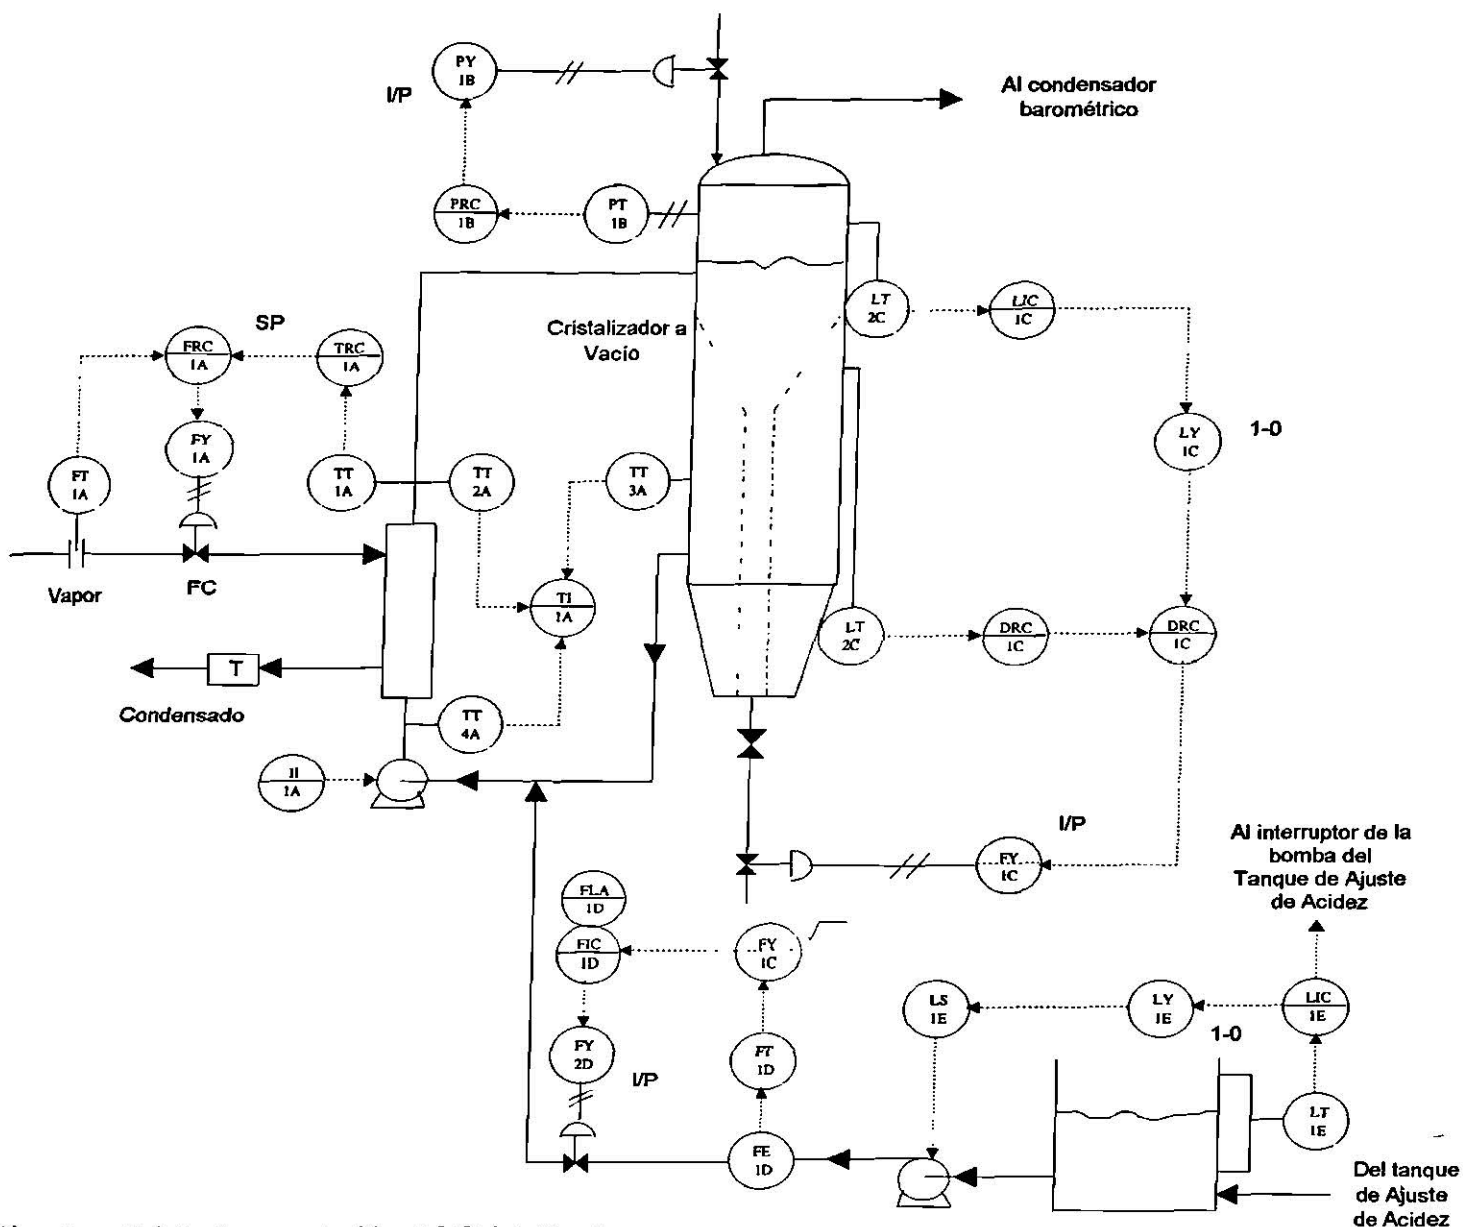 PY
1B
I/P
Al condensador
barométrico
PRC
1B
PT
1B
LT
2C
LIC
1C
Cristalizador a
Vacío
SP
FRC
1A
TRC
1A
FY
1A
LY
1C
1-0
FT
1A
TT
1A
TT
2A
TT
3A
Vapor
FC
TI
1A
LT
2C
DRC
1C
DRC
1C
T
Condensado
TT
4A
II
1A
I/P
FY
1C
Al interruptor de la
bomba del
Tanque de Ajuste
de Acidez
FLA
1D
FIC
1D
FY
1C
LS
1E
LY
1E
LIC
1E
1-0
FY
2D
I/P
FT
1D
LT
1E
FE
1D
Del tanque
de Ajuste
de Acidez